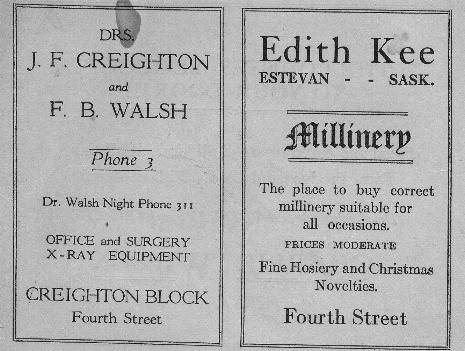 DRS.
J. F. CREIGHTON
and
F. B. WALSH
Phone 3
Dr. Walsh Night Phone 311
OFFICE and SURGERY
X-RAY EQUIPMENT
CREIGHTON BLOCK
Fourth Street
Edith Kee
ESTEVAN - - SASK.
Millinery
The place to buy correct
millinery suitable for
all occasions.
PRICES MODERATE
Fine Hosiery and Christmas
Novelties.
Fourth Street